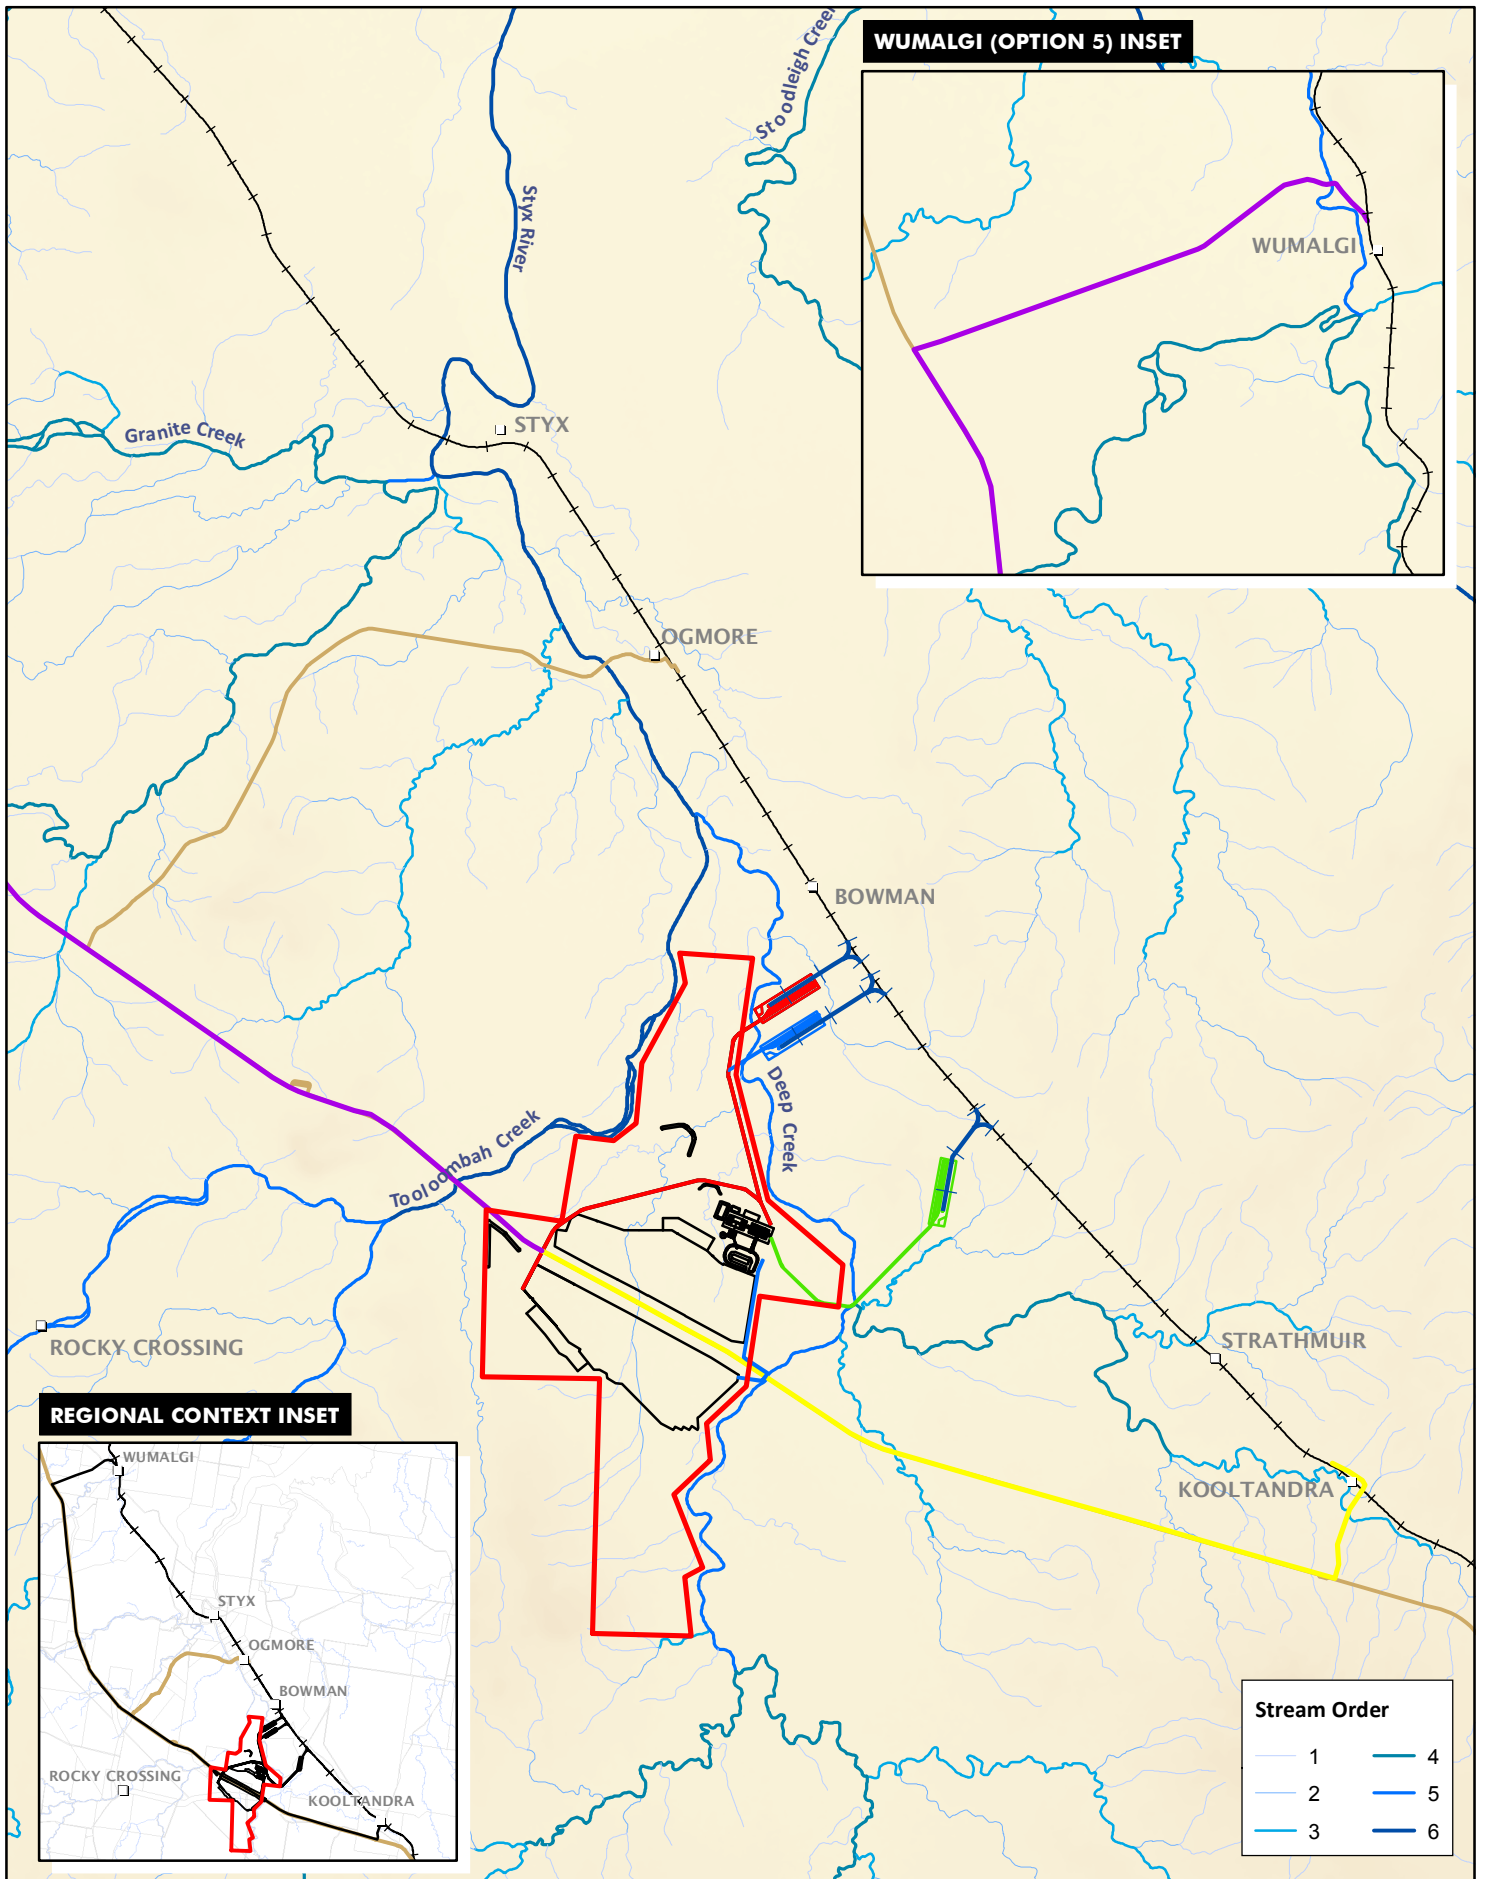 Stoodleigh Creek
WUMALGI (OPTION 5) INSET
Styx River
WUMALGI
STYX
Granite Creek
OGMORE
BOWMAN
Deep Creek
Tooloombah Creek
ROCKY CROSSING
STRATHMUIR
KOOLTANDRA
REGIONAL CONTEXT INSET
WUMALGI
STYX
OGMORE
BOWMAN
ROCKY CROSSING
KOOLTANDRA
Stream Order
1
4
2
5
3
6